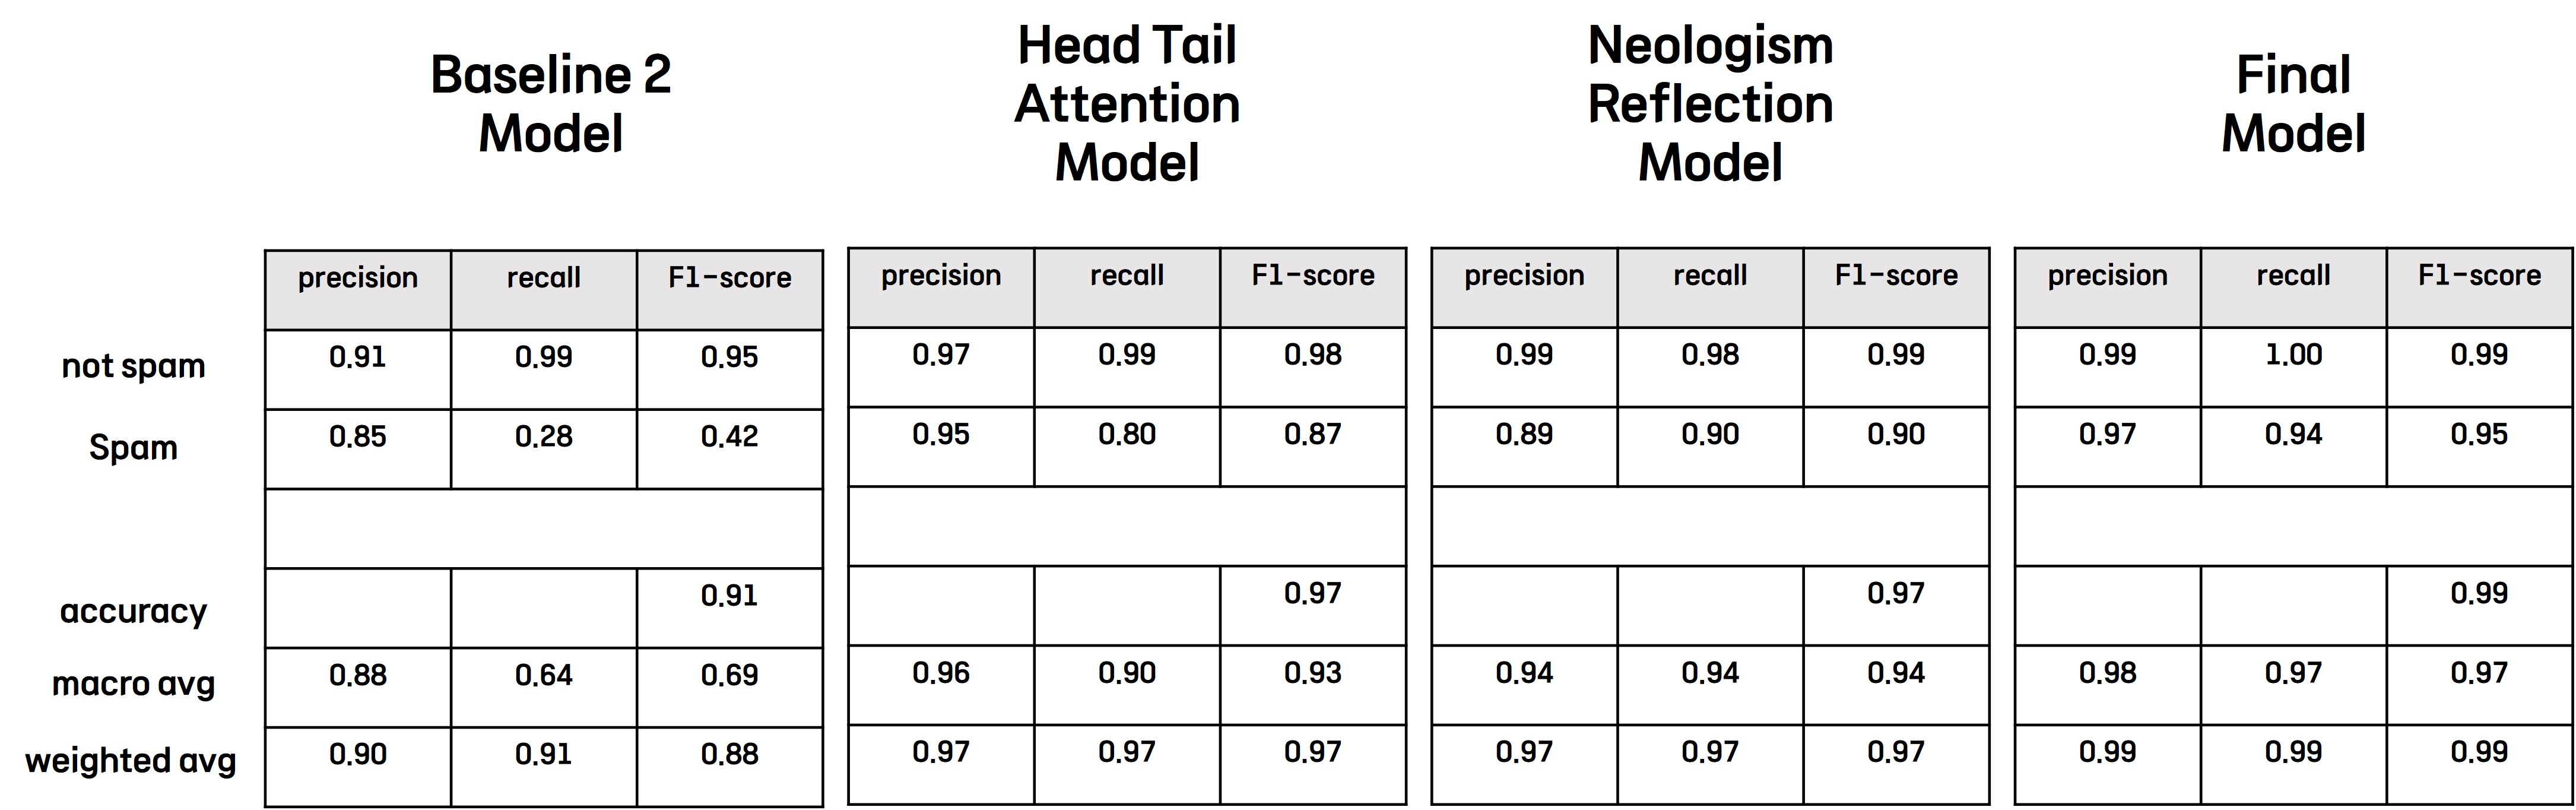 Baseline 2
Model
Head Tail
Attention
Model
Neologism
Reflection
Model
Final
Model
precision recall F1-score precision recall F1-score precision recall F1-score precision recall F1-score
not spam 0.91 0.99 0.95 0.97 0.99 0.98 0.99 0.98 0.99 0.99 1.00 0.99
Spam 0.85 0.28 0.42 0.95 0.80 0.87 0.89 0.90 0.90 0.97 0.94 0.95
accuracy 0.91 0.97 0.97 0.99
macro avg 0.88 0.64 0.69 0.96 0.90 0.93 0.94 0.94 0.94 0.98 0.97 0.97
weighted avg 0.90 0.91 0.88 0.97 0.97 0.97 0.97 0.97 0.97 0.99 0.99 0.99